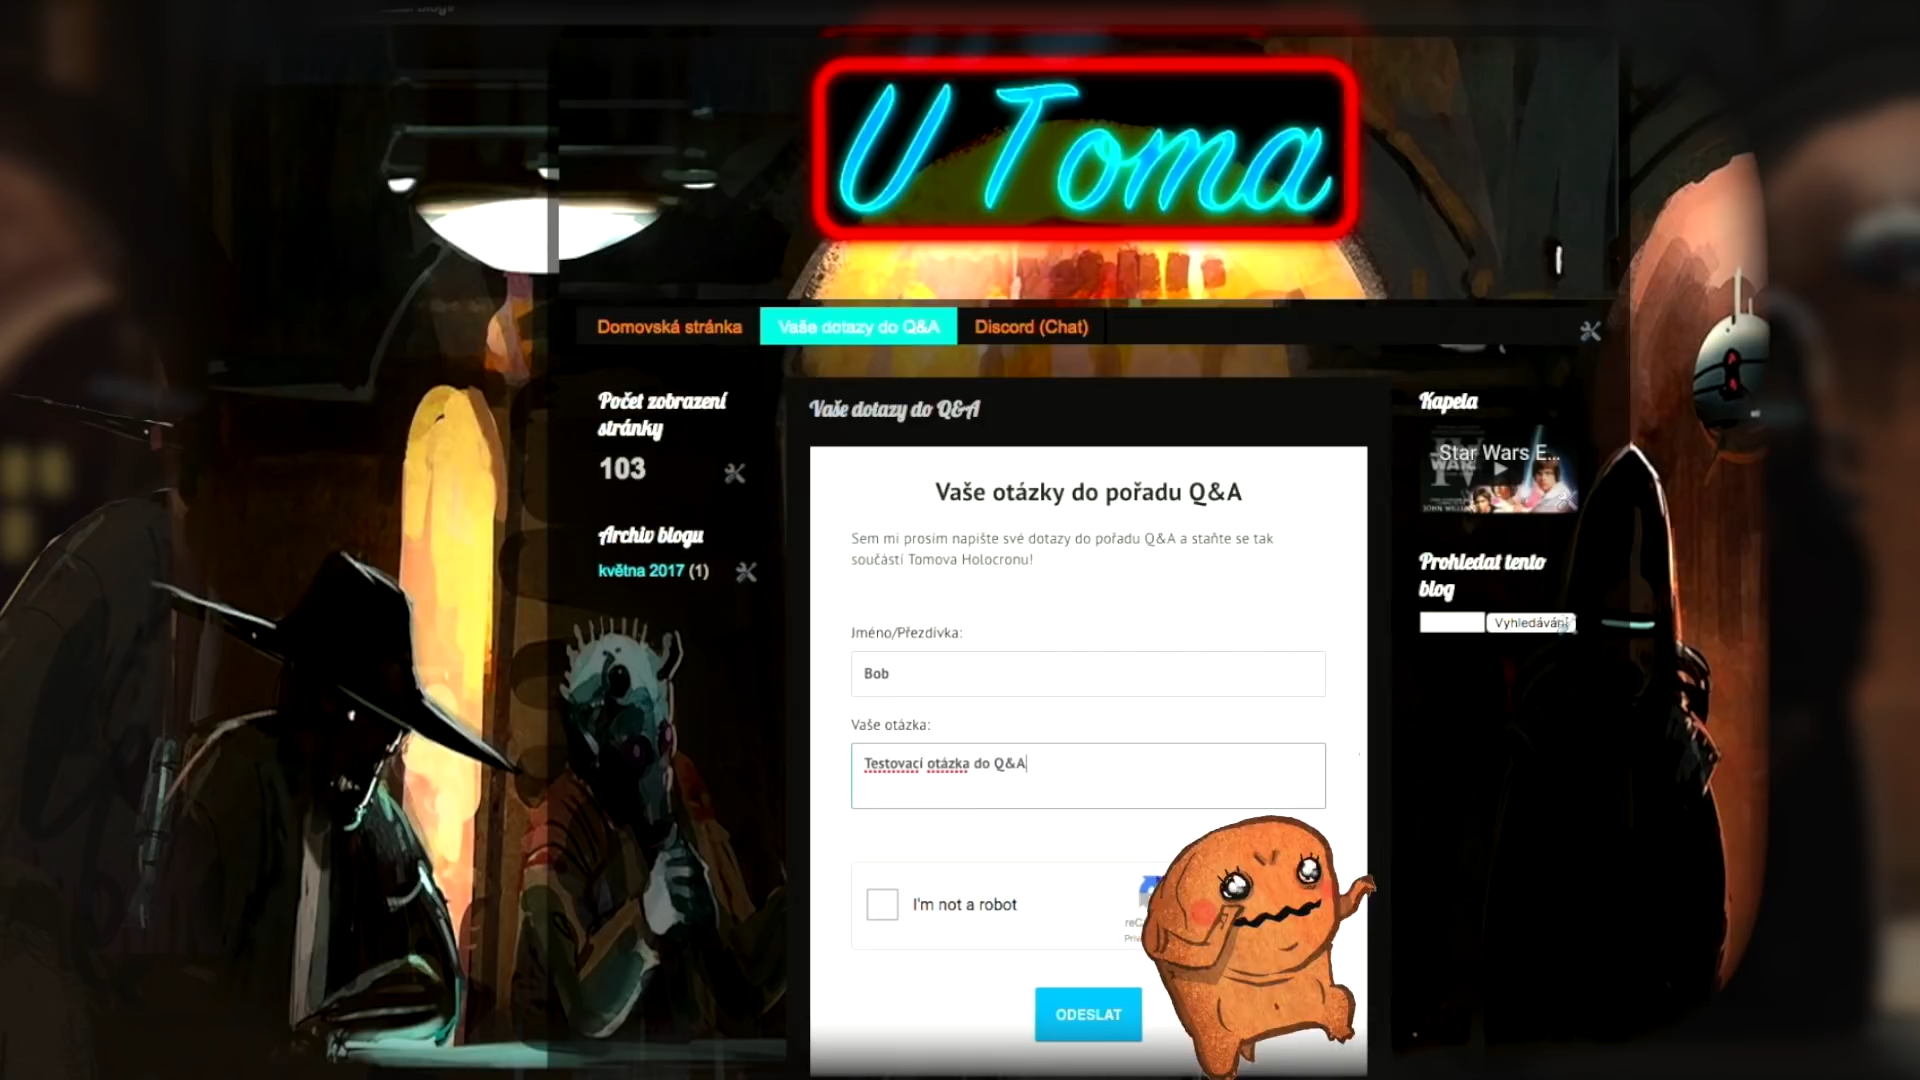 U Toma
Domovská stránka
Vaše dotazy do Q&A
Discord (Chat)
Počet zobrazení
stránky
103
Archiv blogu
května 2017 (1)
Vaše dotazy do Q&A
Vaše otázky do pořadu Q&A
Sem mi prosím napište své dotazy do pořadu Q&A a staňte se tak
součástí Tomova Holocronu!
Jméno/Přezdívka:
Bob
Vaše otázka:
Testovací otázka do Q&A
I'm not a robot
ODESLAT
Kapela
Star Wars E...
Prohledat tento
blog
Vyhledávání